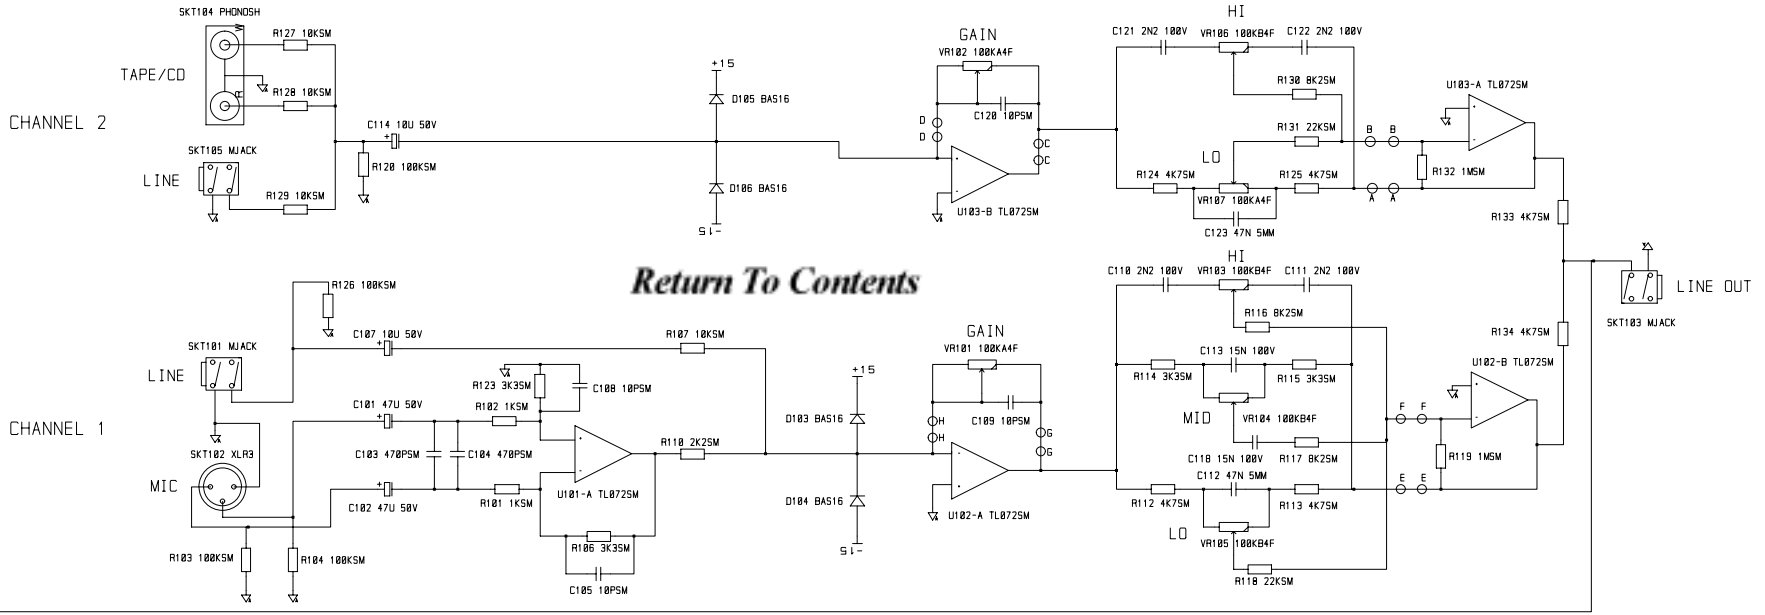 SKT104 PHONOSH
W
R
TAPE/CD
R127 10KSM
R128 10KSM
CHANNEL 2
SKT105 MJACK
LINE
R129 10KSM
C114 10U 50V
+
R120 100KSM
+15
D105 BAS16
D106 BAS16
-15
GAIN
VR102 100KA4F
C120 10PSM
D
D
C
C
U103-B TL072SM
HI
C121 2N2 100V
VR106 100KB4F
C122 2N2 100V
R130 8K2SM
R131 22KSM
LO
R124 4K7SM
VR107 100KA4F
R125 4K7SM
C123 47N 5MM
B B
A A
U103-A TL072SM
R132 1MSM
R133 4K7SM
Return To Contents
LINE OUT
SKT103 MJACK
R134 4K7SM
R126 100KSM
C107 10U 50V
+
R107 10KSM
SKT101 MJACK
LINE
CHANNEL 1
SKT102 XLR3
MIC
R103 100KSM
R104 100KSM
C101 47U 50V
+
C103 470PSM
C104 470PSM
C102 47U 50V
+
R123 3K3SM
C108 10PSM
R102 1KSM
R101 1KSM
U101-A TL072SM
R106 3K3SM
C105 10PSM
R110 2K2SM
+15
D103 BAS16
D104 BAS16
-15
GAIN
VR101 100KA4F
C109 10PSM
H
H
G
G
U102-A TL072SM
HI
C110 2N2 100V
VR103 100KB4F
C111 2N2 100V
R116 8K2SM
C113 15N 100V
R114 3K3SM
R115 3K3SM
MID
VR104 100KB4F
C118 15N 100V
R117 8K2SM
C112 47N 5MM
R112 4K7SM
R113 4K7SM
LO
VR105 100KB4F
R118 22KSM
F F
E E
R119 1MSM
U102-B TL072SM